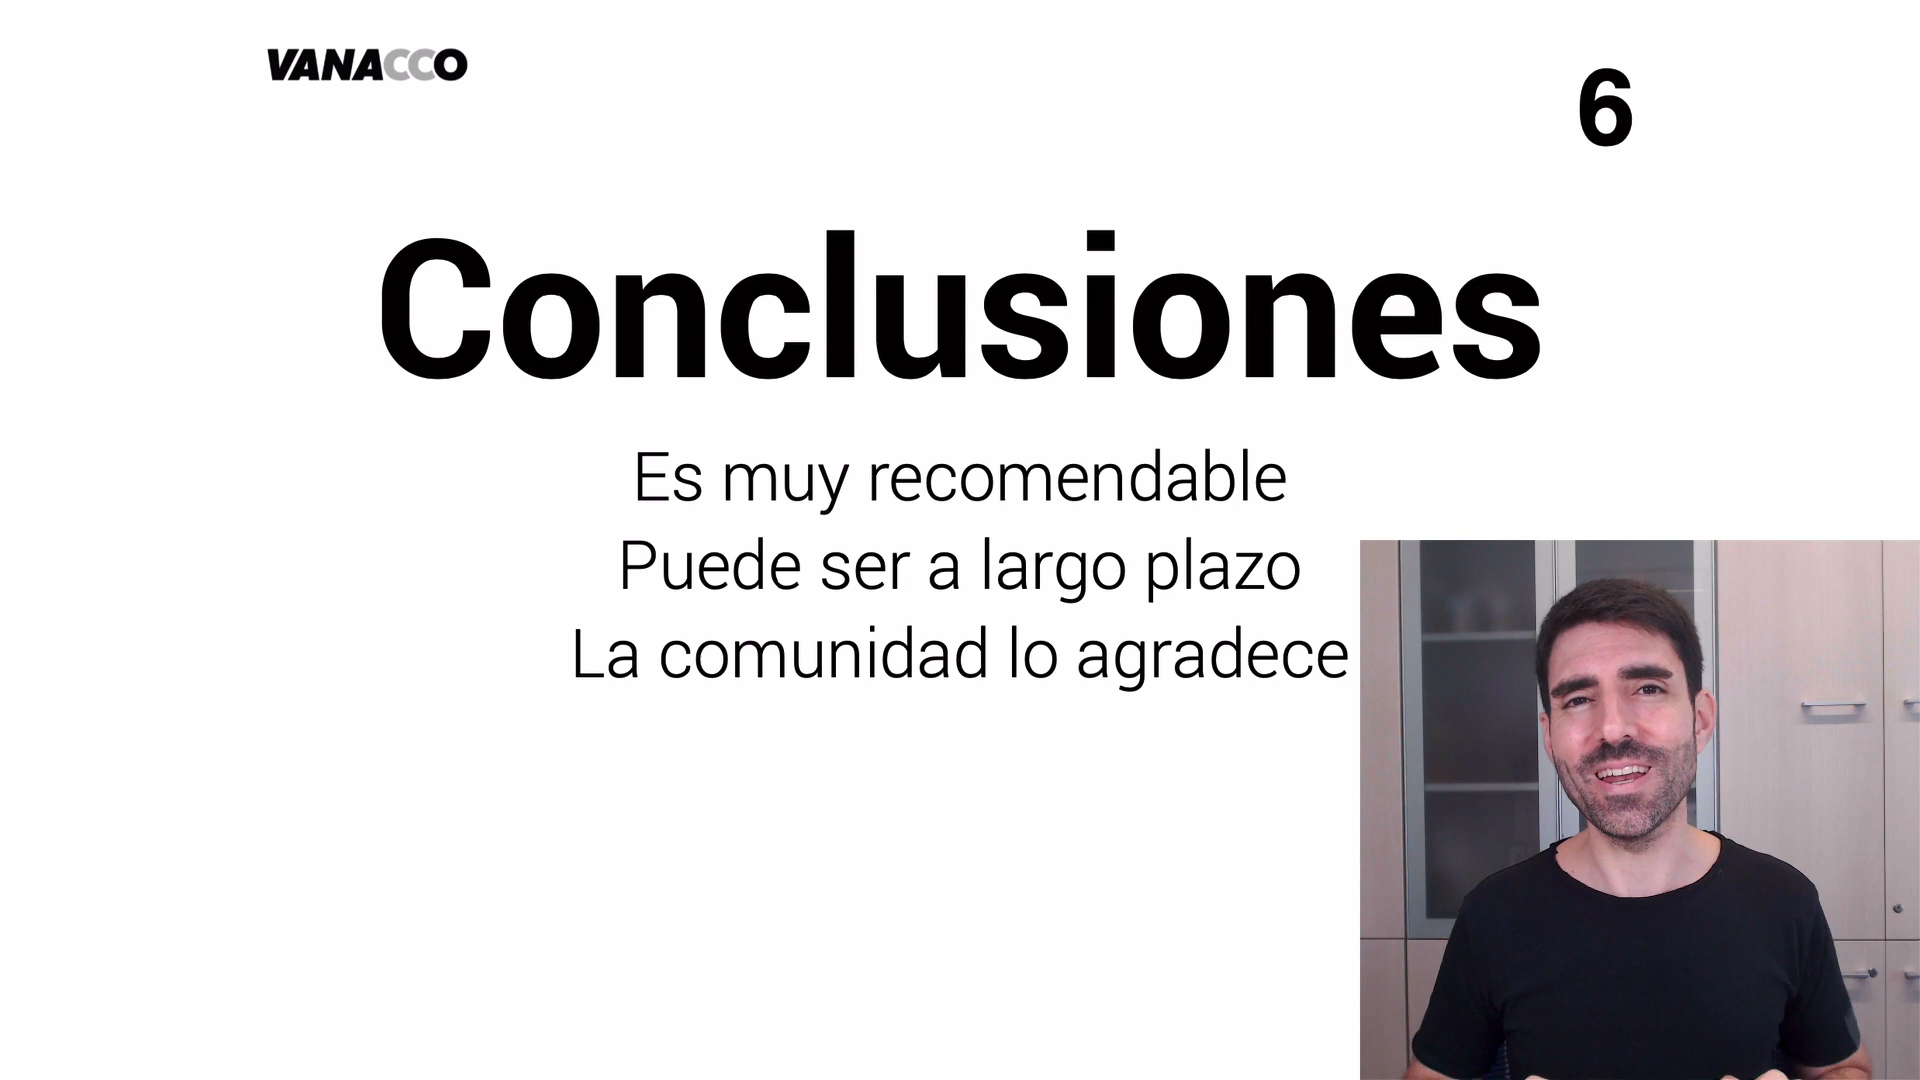 VANACCO
6
Conclusiones
Es muy recomendable
Puede ser a largo plazo
La comunidad lo agradece